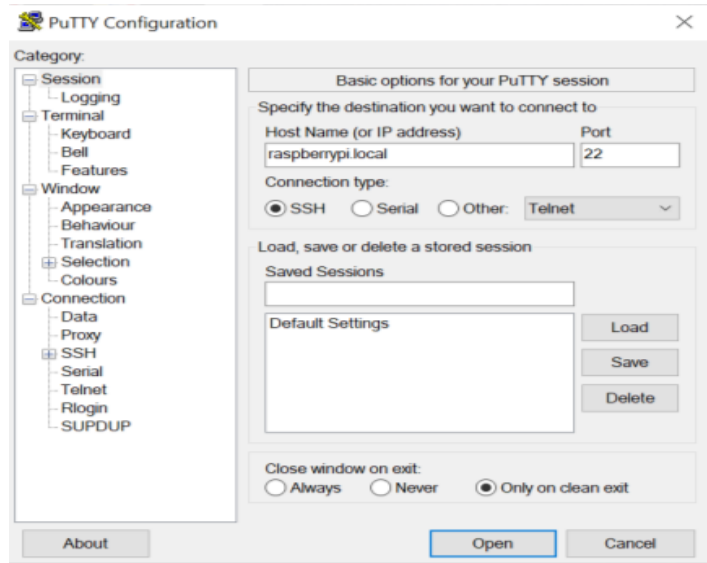 PuTTY Configuration
Category:
Session
Logging
Terminal
Keyboard
Bell
Features
Window
Appearance
Behaviour
Translation
Selection
Colours
Connection
Data
Proxy
SSH
Serial
Telnet
Rlogin
SUPDUP
Basic options for your PuTTY session
Specify the destination you want to connect to
Host Name (or IP address) Port
raspberrypi.local 22
Connection type:
SSH Serial Other: Telnet
Load, save or delete a stored session
Saved Sessions
Default Settings
Load
Save
Delete
Close window on exit:
Always Never Only on clean exit
About Open Cancel